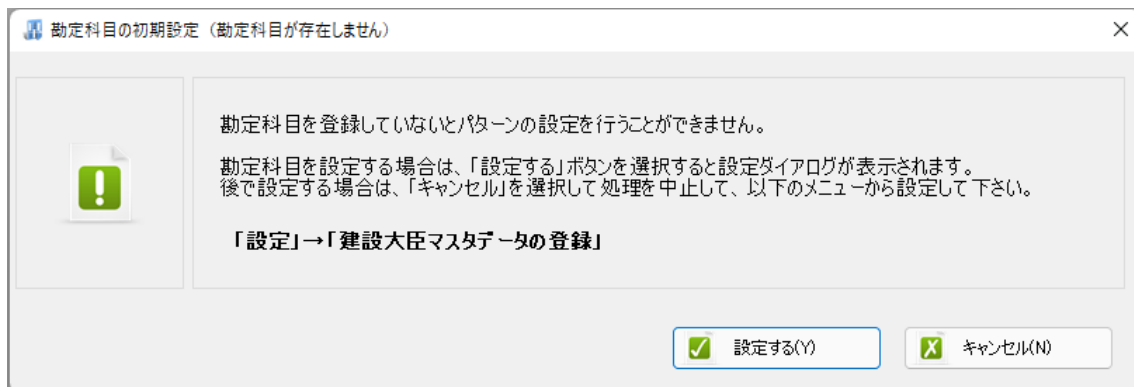 勘定科目の初期設定（勘定科目が存在しません）
勘定科目を登録していないとパターンの設定を行うことができません。
勘定科目を設定する場合は、「設定する」ボタンを選択すると設定ダイアログが表示されます。
後で設定する場合は、「キャンセル」を選択して処理を中止して、以下のメニューから設定して下さい。
「設定」→「建設大臣マスタデータの登録」
設定する(Y)
キャンセル(N)